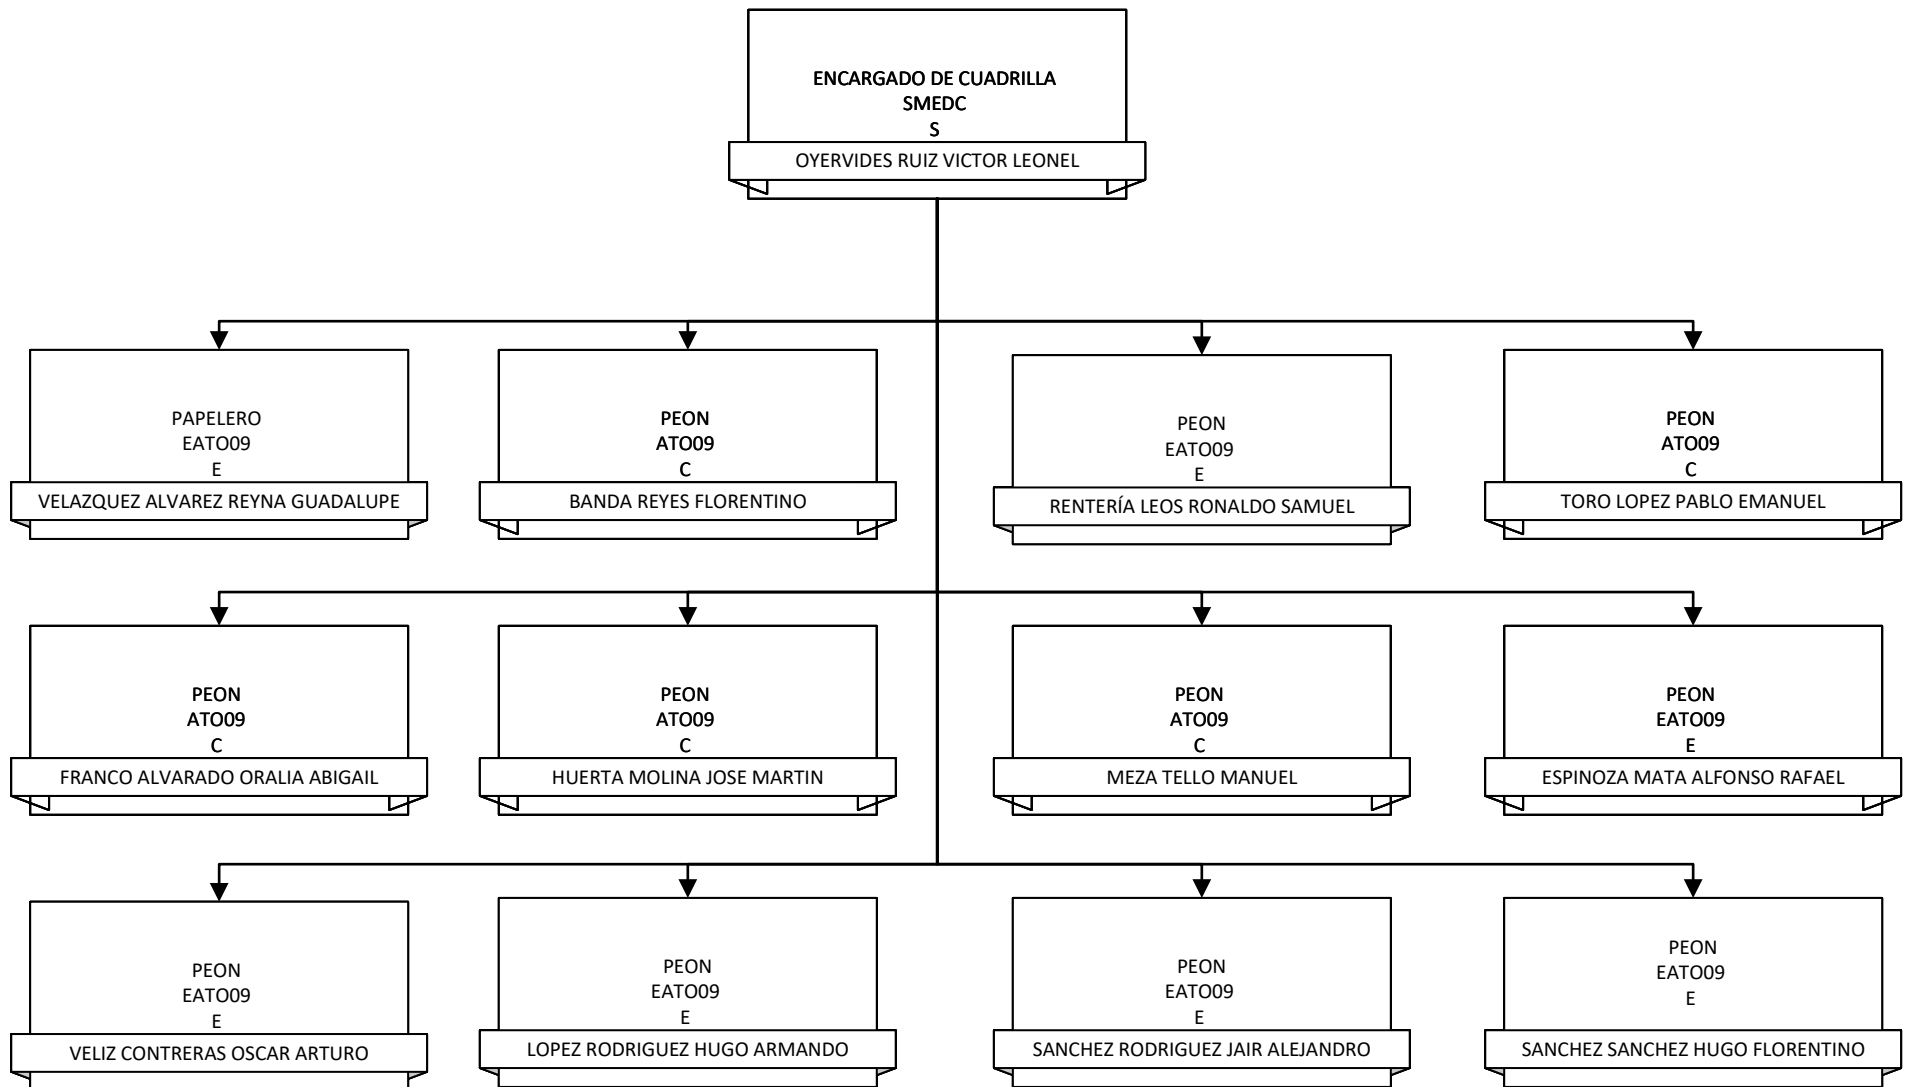 ENCARGADO DE CUADRILLA
SMEDC
S
OYERVIDES RUIZ VICTOR LEONEL
PAPELERO
EATO09
E
VELAZQUEZ ALVAREZ REYNA GUADALUPE
PEON
ATO09
C
BANDA REYES FLORENTINO
PEON
EATO09
E
RENTERÍA LEOS RONALDO SAMUEL
PEON
ATO09
C
TORO LOPEZ PABLO EMANUEL
PEON
ATO09
C
FRANCO ALVARADO ORALIA ABIGAIL
PEON
ATO09
C
HUERTA MOLINA JOSE MARTIN
PEON
ATO09
C
MEZA TELLO MANUEL
PEON
EATO09
E
ESPINOZA MATA ALFONSO RAFAEL
PEON
EATO09
E
VELIZ CONTRERAS OSCAR ARTURO
PEON
EATO09
E
LOPEZ RODRIGUEZ HUGO ARMANDO
PEON
EATO09
E
SANCHEZ RODRIGUEZ JAIR ALEJANDRO
PEON
EATO09
E
SANCHEZ SANCHEZ HUGO FLORENTINO